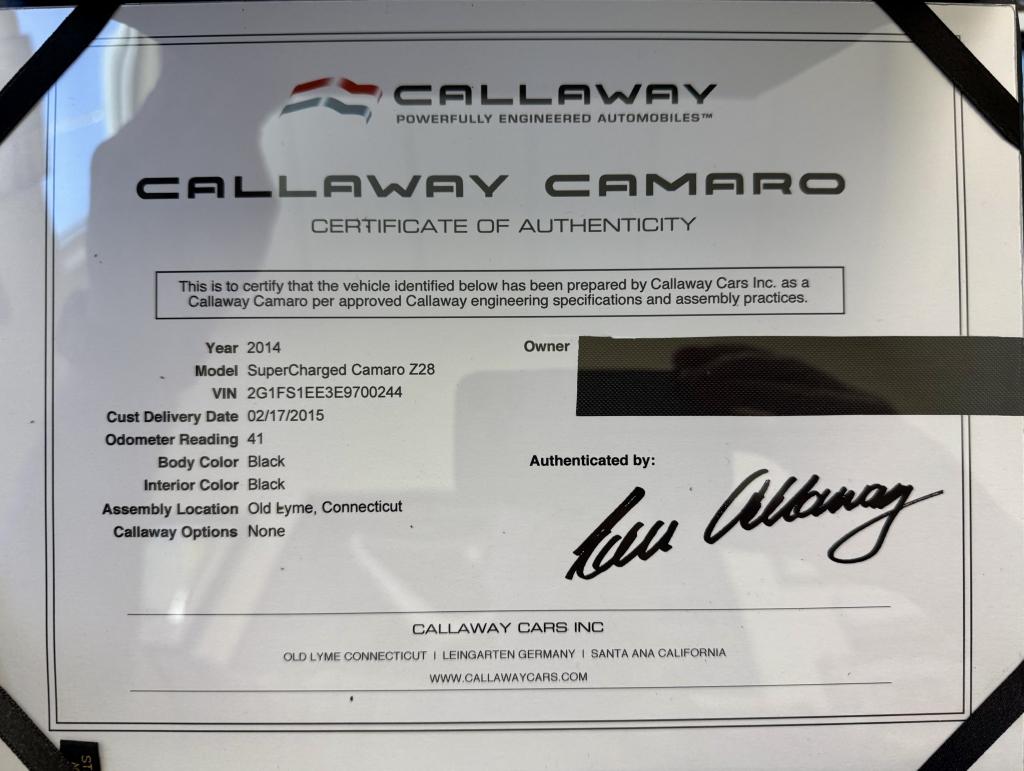 CALLAWAY
POWERFULLY ENGINEERED AUTOMOBILES™
CALLAWAY CAMARO
CERTIFICATE OF AUTHENTICITY
This is to certify that the vehicle identified below has been prepared by Callaway Cars Inc. as a
Callaway Camaro per approved Callaway engineering specifications and assembly practices.
Year 2014
Model SuperCharged Camaro Z28
VIN 2G1FS1EE3E9700244
Cust Delivery Date 02/17/2015
Odometer Reading 41
Body Color Black
Interior Color Black
Assembly Location Old Lyme, Connecticut
Callaway Options None
Owner
Authenticated by:
Callaway
CALLAWAY CARS INC
OLD LYME CONNECTICUT | LEINGARTEN GERMANY | SANTA ANA CALIFORNIA
WWW.CALLAWAYCARS.COM